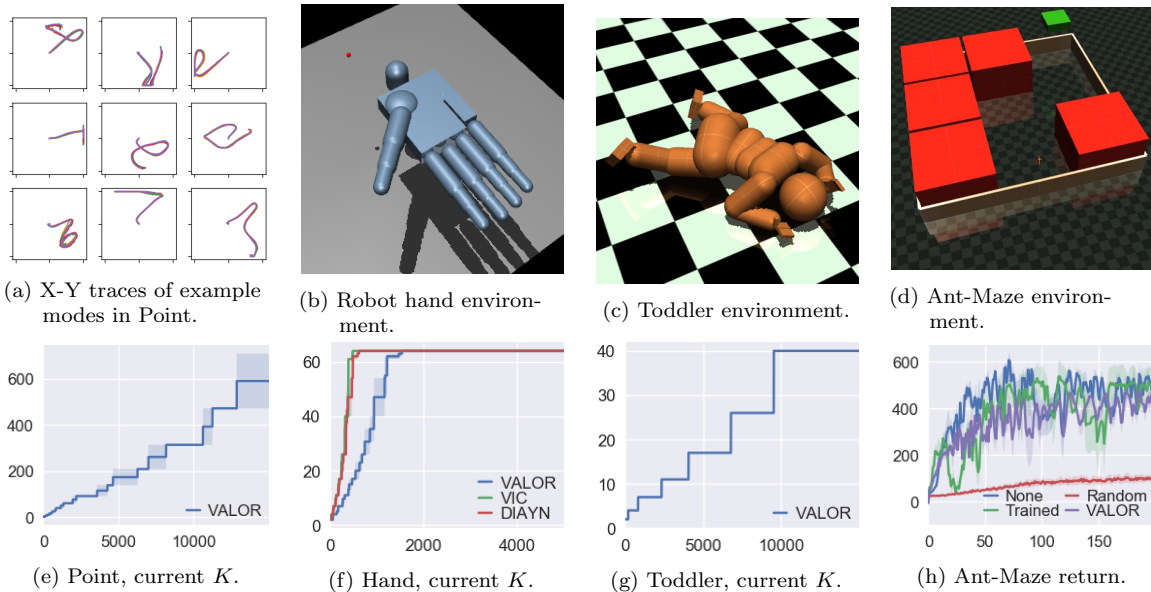 (a) X-Y traces of example
modes in Point.
(b) Robot hand environ-
ment.
(c) Toddler environment.
(d) Ant-Maze environ-
ment.
600
400
200
0
0
5000
10000
VALOR
(e) Point, current K.
60
40
20
0
0
2000
4000
VALOR
VIC
DIAYN
(f) Hand, current K.
40
30
20
10
0
0
5000
10000
VALOR
(g) Toddler, current K.
600
400
200
0
0
50
100
150
None
Random
Trained
VALOR
(h) Ant-Maze return.